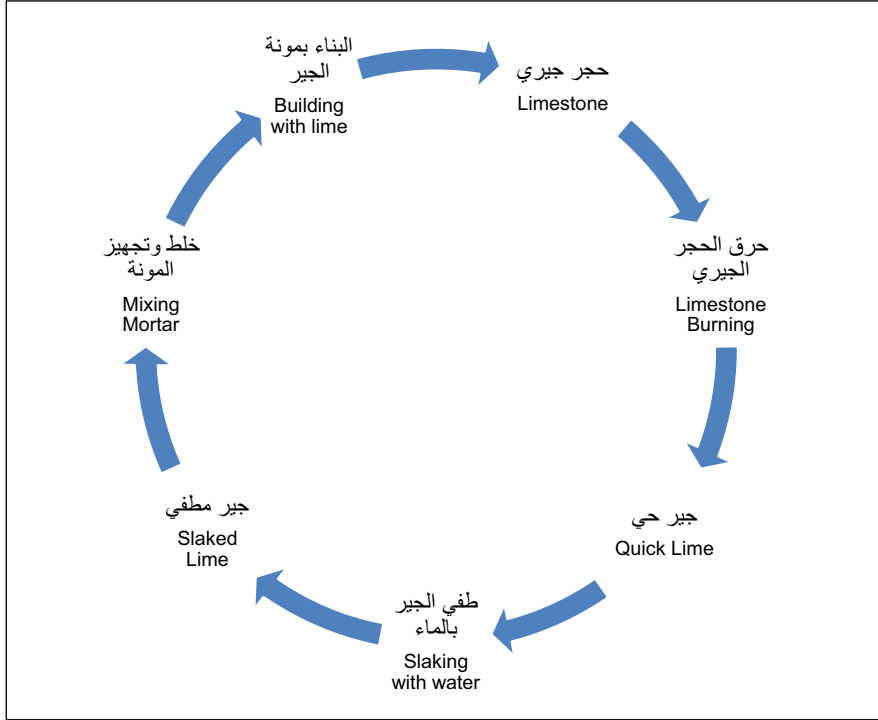 البناء بمونة
الجير
Building
with lime
حجر جيري
Limestone
حرق الحجر
الجيري
Limestone
Burning
جير حي
Quick Lime
طفي الجير
بالماء
Slaking
with water
جير مطفي
Slaked
Lime
خلط وتجهيز
المونة
Mixing
Mortar